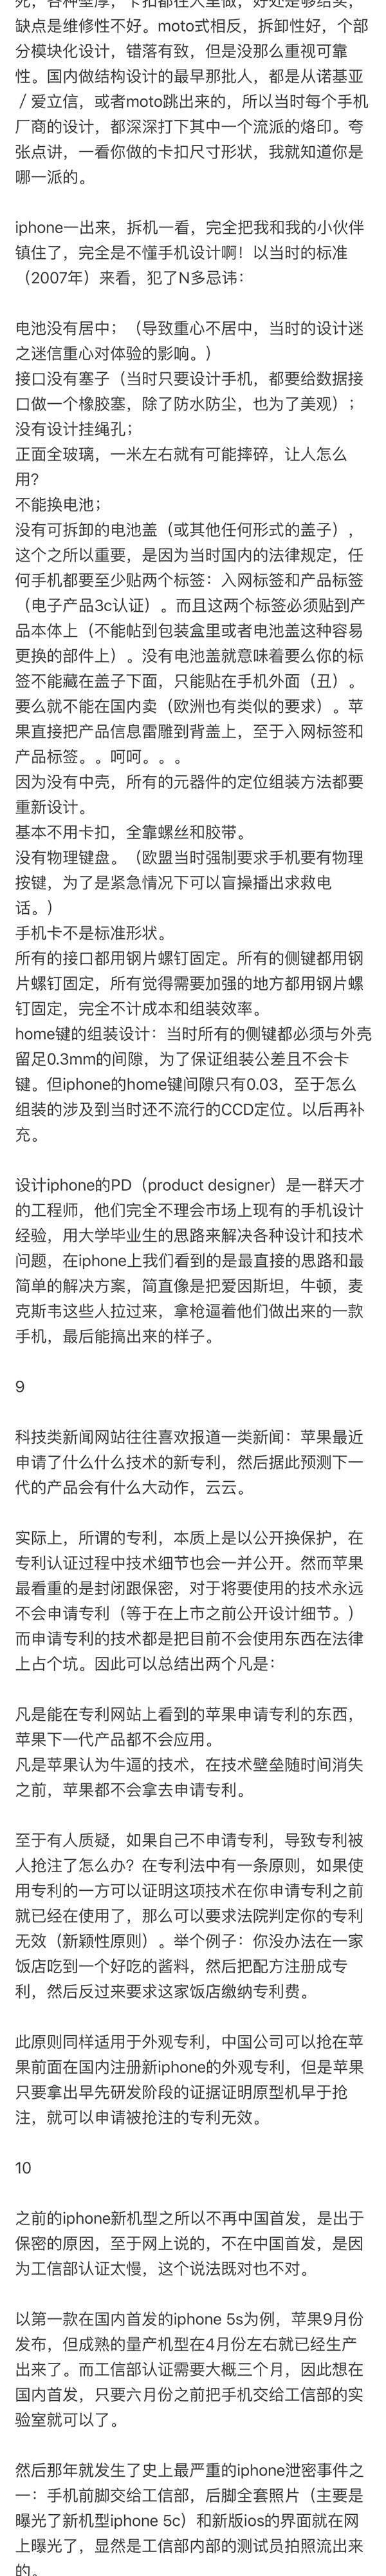 死，各种壁厚，卡扣都往大里做，好处是够结实，
缺点是维修性不好。moto式相反，拆卸性好，个部
分模块化设计，错落有致，但是没那么重视可靠
性。国内做结构设计的最早那批人，都是从诺基亚
／爱立信，或者moto跳出来的，所以当时每个手机
厂商的设计，都深深打下其中一个流派的烙印。夸
张点讲，一看你做的卡扣尺寸形状，我就知道你是
哪一派的。
iphone一出来，拆机一看，完全把我和我的小伙伴
镇住了，完全是不懂手机设计啊！以当时的标准
（2007年）来看，犯了N多忌讳：
电池没有居中；（导致重心不居中，当时的设计迷
之迷信重心对体验的影响。）
接口没有塞子（当时只要设计手机，都要给数据接
口做一个橡胶塞，除了防水防尘，也为了美观）；
没有设计挂绳孔；
正面全玻璃，一米左右就有可能摔碎，让人怎么
用？
不能换电池；
没有可拆卸的电池盖（或其他任何形式的盖子），
这个之所以重要，是因为当时国内的法律规定，任
何手机都要至少贴两个标签：入网标签和产品标签
（电子产品3c认证）。而且这两个标签必须贴到产
品本体上（不能帖到包装盒里或者电池盖这种容易
更换的部件上）。没有电池盖就意味着要么你的标
签不能藏在盖子下面，只能贴在手机外面（丑）。
要么就不能在国内卖（欧洲也有类似的要求）。苹
果直接把产品信息雷雕到背盖上，至于入网标签和
产品标签。。呵呵。。。
因为没有中壳，所有的元器件的定位组装方法都要
重新设计。
基本不用卡扣，全靠螺丝和胶带。
没有物理键盘。（欧盟当时强制要求手机要有物理
按键，为了是紧急情况下可以盲操播出求救电
话。）
手机卡不是标准形状。
所有的接口都用钢片螺钉固定。所有的侧键都用钢
片螺钉固定，所有觉得需要加强的地方都用钢片螺
钉固定，完全不计成本和组装效率。
home键的组装设计：当时所有的侧键都必须与外壳
留足0.3mm的间隙，为了保证组装公差且不会卡
键。但iphone的home键间隙只有0.03，至于怎么
组装的涉及到当时还不流行的CCD定位。以后再补
充。
设计iphone的PD（product designer）是一群天才
的工程师，他们完全不理会市场上现有的手机设计
经验，用大学毕业生的思路来解决各种设计和技术
问题，在iphone上我们看到的是最直接的思路和最
简单的解决方案，简直像是把爱因斯坦，牛顿，麦
克斯韦这些人拉过来，拿枪逼着他们做出来的一款
手机，最后能搞出来的样子。
9
科技类新闻网站往往喜欢报道一类新闻：苹果最近
申请了什么什么技术的新专利，然后据此预测下一
代的产品会有什么大动作，云云。
实际上，所谓的专利，本质上是以公开换保护，在
专利认证过程中技术细节也会一并公开。然而苹果
最看重的是封闭跟保密，对于将要使用的技术永远
不会申请专利（等于在上市之前公开设计细节。）
而申请专利的技术都是把目前不会使用东西在法律
上占个坑。因此可以总结出两个凡是：
凡是能在专利网站上看到的苹果申请专利的东西，
苹果下一代产品都不会应用。
凡是苹果认为牛逼的技术，在技术壁垒随时间消失
之前，苹果都不会拿去申请专利。
至于有人质疑，如果自己不申请专利，导致专利被
人抢注了怎么办？在专利法中有一条原则，如果使
用专利的一方可以证明这项技术在你申请专利之前
就已经在使用了，那么可以要求法院判定你的专利
无效（新颖性原则）。举个例子：你没办法在一家
饭店吃到一个好吃的酱料，然后把配方注册成专
利，然后反过来要求这家饭店缴纳专利费。
此原则同样适用于外观专利，中国公司可以抢在苹
果前面在国内注册新iphone的外观专利，但是苹果
只要拿出早先研发阶段的证据证明原型机早于抢
注，就可以申请被抢注的专利无效。
10
之前的iphone新机型之所以不再中国首发，是出于
保密的原因，至于网上说的，不在中国首发，是因
为工信部认证太慢，这个说法既对也不对。
以第一款在国内首发的iphone 5s为例，苹果9月份
发布，但成熟的量产机型在4月份左右就已经生产
出来了。而工信部认证需要大概三个月，因此想在
国内首发，只要六月份之前把手机交给工信部的实
验室就可以了。
然后那年就发生了史上最严重的iphone泄密事件之
一：手机前脚交给工信部，后脚全套照片（主要是
曝光了新机型iphone 5c）和新版ios的界面就在网
上曝光了，显然是工信部内部的测试员拍照流出来
的。